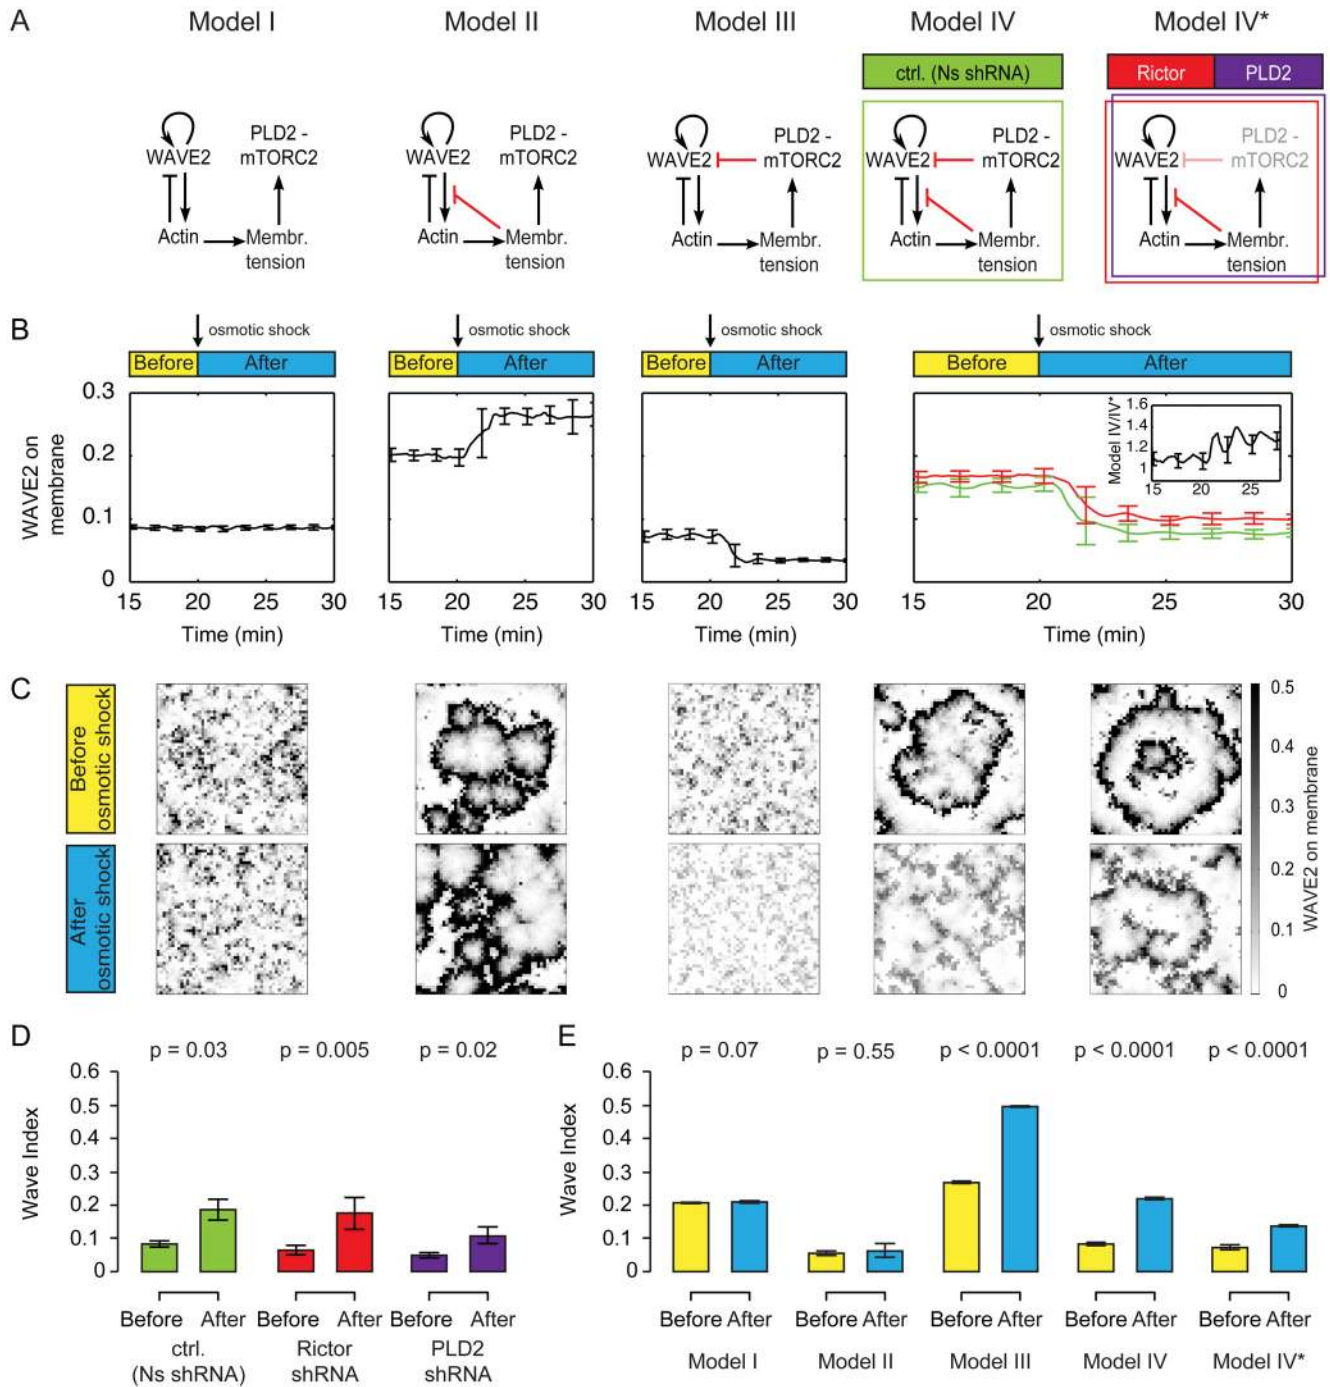 A
Model I
Model II
Model III
Model IV
Model IV*
ctrl. (Ns shRNA)
Rictor
PLD2
WAVE2
PLD2 -
mTORC2
Actin
Membr.
tension
WAVE2
PLD2 -
mTORC2
Actin
Membr.
tension
WAVE2
PLD2 -
mTORC2
Actin
Membr.
tension
WAVE2
PLD2 -
mTORC2
Actin
Membr.
tension
WAVE2
PLD2 -
mTORC2
Actin
Membr.
tension
B
osmotic shock
osmotic shock
osmotic shock
osmotic shock
Before
After
Before
After
Before
After
Before
After
WAVE2 on
membrane
0.3
0.2
0.1
0
15 20 25 30
Time (min)
15 20 25 30
Time (min)
15 20 25 30
Time (min)
15 20 25 30
Time (min)
Model IV/IV*
1.6
1.4
1.2
1
15 20 25
C
Before
osmotic shock
After
osmotic shock
0.5
0.4
0.3
0.2
0.1
0
WAVE2 on membrane
D
p = 0.03
p = 0.005
p = 0.02
Wave Index
0.6
0.5
0.4
0.3
0.2
0.1
0
Before After
Before After
Before After
ctrl.
(Ns shRNA)
Rictor
shRNA
PLD2
shRNA
E
p = 0.07
p = 0.55
p < 0.0001
p < 0.0001
p < 0.0001
Wave Index
0.6
0.5
0.4
0.3
0.2
0.1
0
Before After
Before After
Before After
Before After
Before After
Model I
Model II
Model III
Model IV
Model IV*